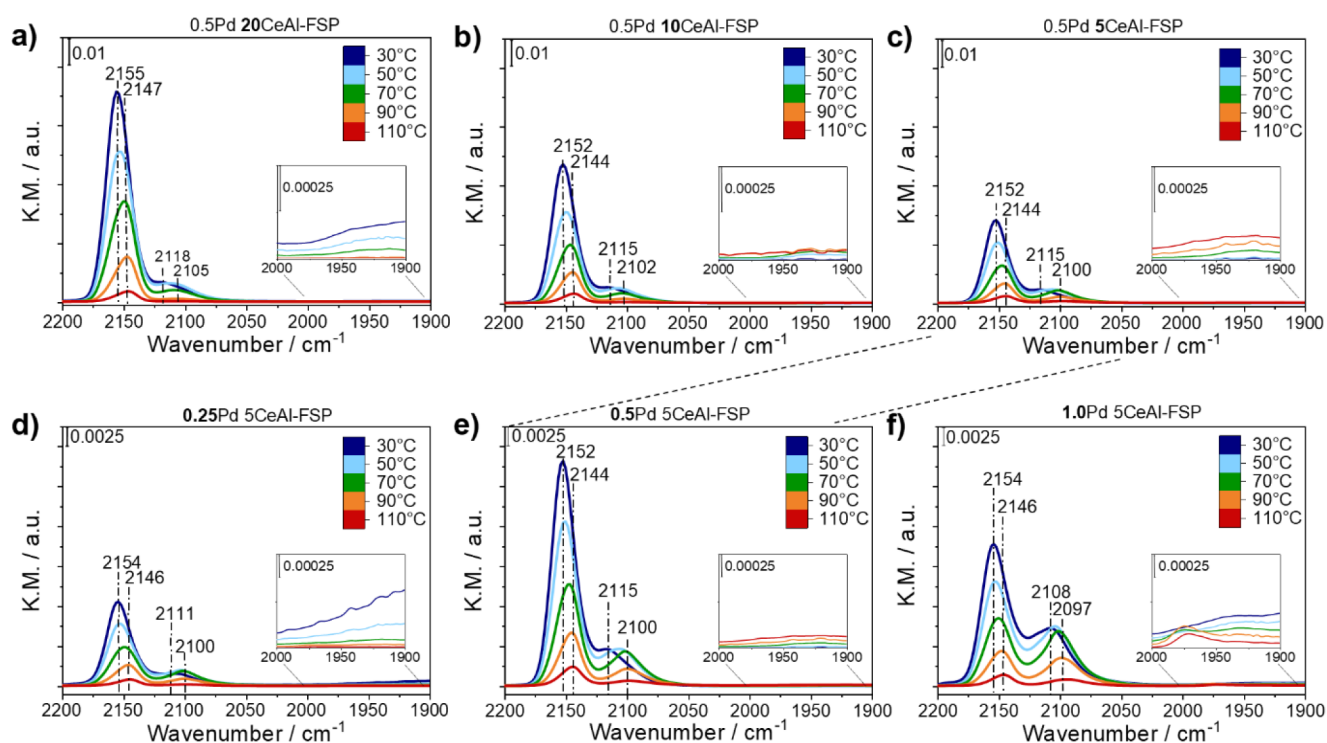 a)
0.5Pd 20CeAl-FSP
0.01
2155
2147
30°C
50°C
70°C
90°C
110°C
2118
2105
0.00025
2000 1950 1900
K.M. / a.u.
2200 2150 2100 2050 2000 1950 1900
Wavenumber / cm⁻¹
b)
0.5Pd 10CeAl-FSP
0.01
2152
2144
30°C
50°C
70°C
90°C
110°C
2115
2102
0.00025
2000 1950 1900
K.M. / a.u.
2200 2150 2100 2050 2000 1950 1900
Wavenumber / cm⁻¹
c)
0.5Pd 5CeAl-FSP
0.01
2152
2144
30°C
50°C
70°C
90°C
110°C
2115
2100
0.00025
2000 1950 1900
K.M. / a.u.
2200 2150 2100 2050 2000 1950 1900
Wavenumber / cm⁻¹
d)
0.25Pd 5CeAl-FSP
0.0025
2154
2146
30°C
50°C
70°C
90°C
110°C
2111
2100
0.00025
2000 1950 1900
K.M. / a.u.
2200 2150 2100 2050 2000 1950 1900
Wavenumber / cm⁻¹
e)
0.5Pd 5CeAl-FSP
0.0025
2152
2144
30°C
50°C
70°C
90°C
110°C
2115
2100
0.00025
2000 1950 1900
K.M. / a.u.
2200 2150 2100 2050 2000 1950 1900
Wavenumber / cm⁻¹
f)
1.0Pd 5CeAl-FSP
0.0025
2154
2146
30°C
50°C
70°C
90°C
110°C
2108
2097
0.00025
2000 1950 1900
K.M. / a.u.
2200 2150 2100 2050 2000 1950 1900
Wavenumber / cm⁻¹